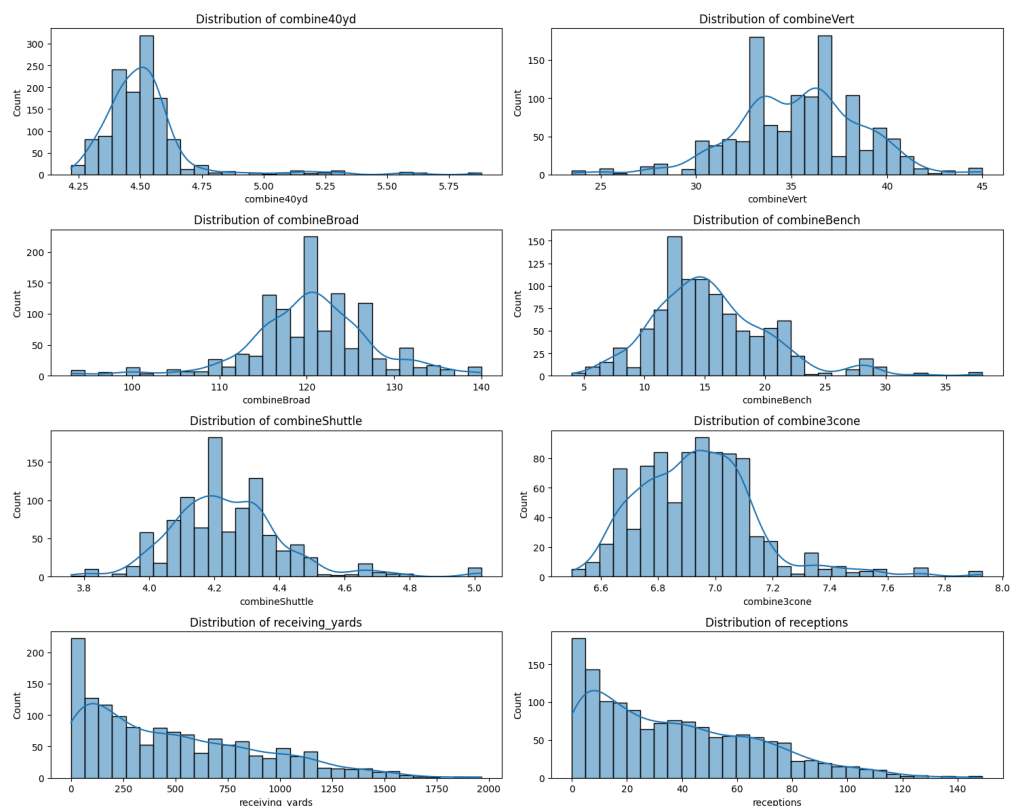 Distribution of combine40yd
Count
300
250
200
150
100
50
0
4.25 4.50 4.75 5.00 5.25 5.50 5.75
combine40yd
Distribution of combineVert
Count
150
100
50
0
25 30 35 40 45
combineVert
Distribution of combineBroad
Count
200
150
100
50
0
100 110 120 130 140
combineBroad
Distribution of combineBench
Count
150
125
100
75
50
25
0
5 10 15 20 25 30 35
combineBench
Distribution of combineShuttle
Count
150
100
50
0
3.8 4.0 4.2 4.4 4.6 4.8 5.0
combineShuttle
Distribution of combine3cone
Count
80
60
40
20
0
6.6 6.8 7.0 7.2 7.4 7.6 7.8 8.0
combine3cone
Distribution of receiving_yards
Count
200
150
100
50
0
0 250 500 750 1000 1250 1500 1750 2000
receiving_yards
Distribution of receptions
Count
150
100
50
0
0 20 40 60 80 100 120 140
receptions